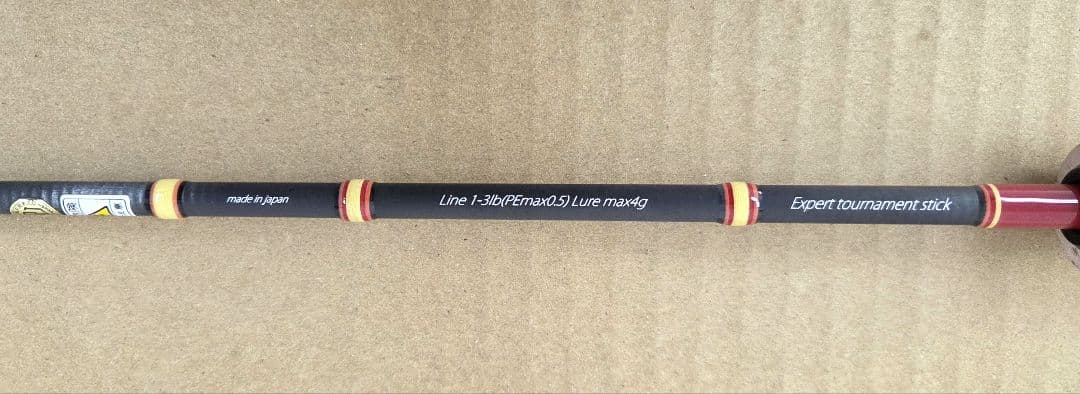 made in japan
Line 1-3lb(PEmax0.5) Lure max4g
Expert tournament stick